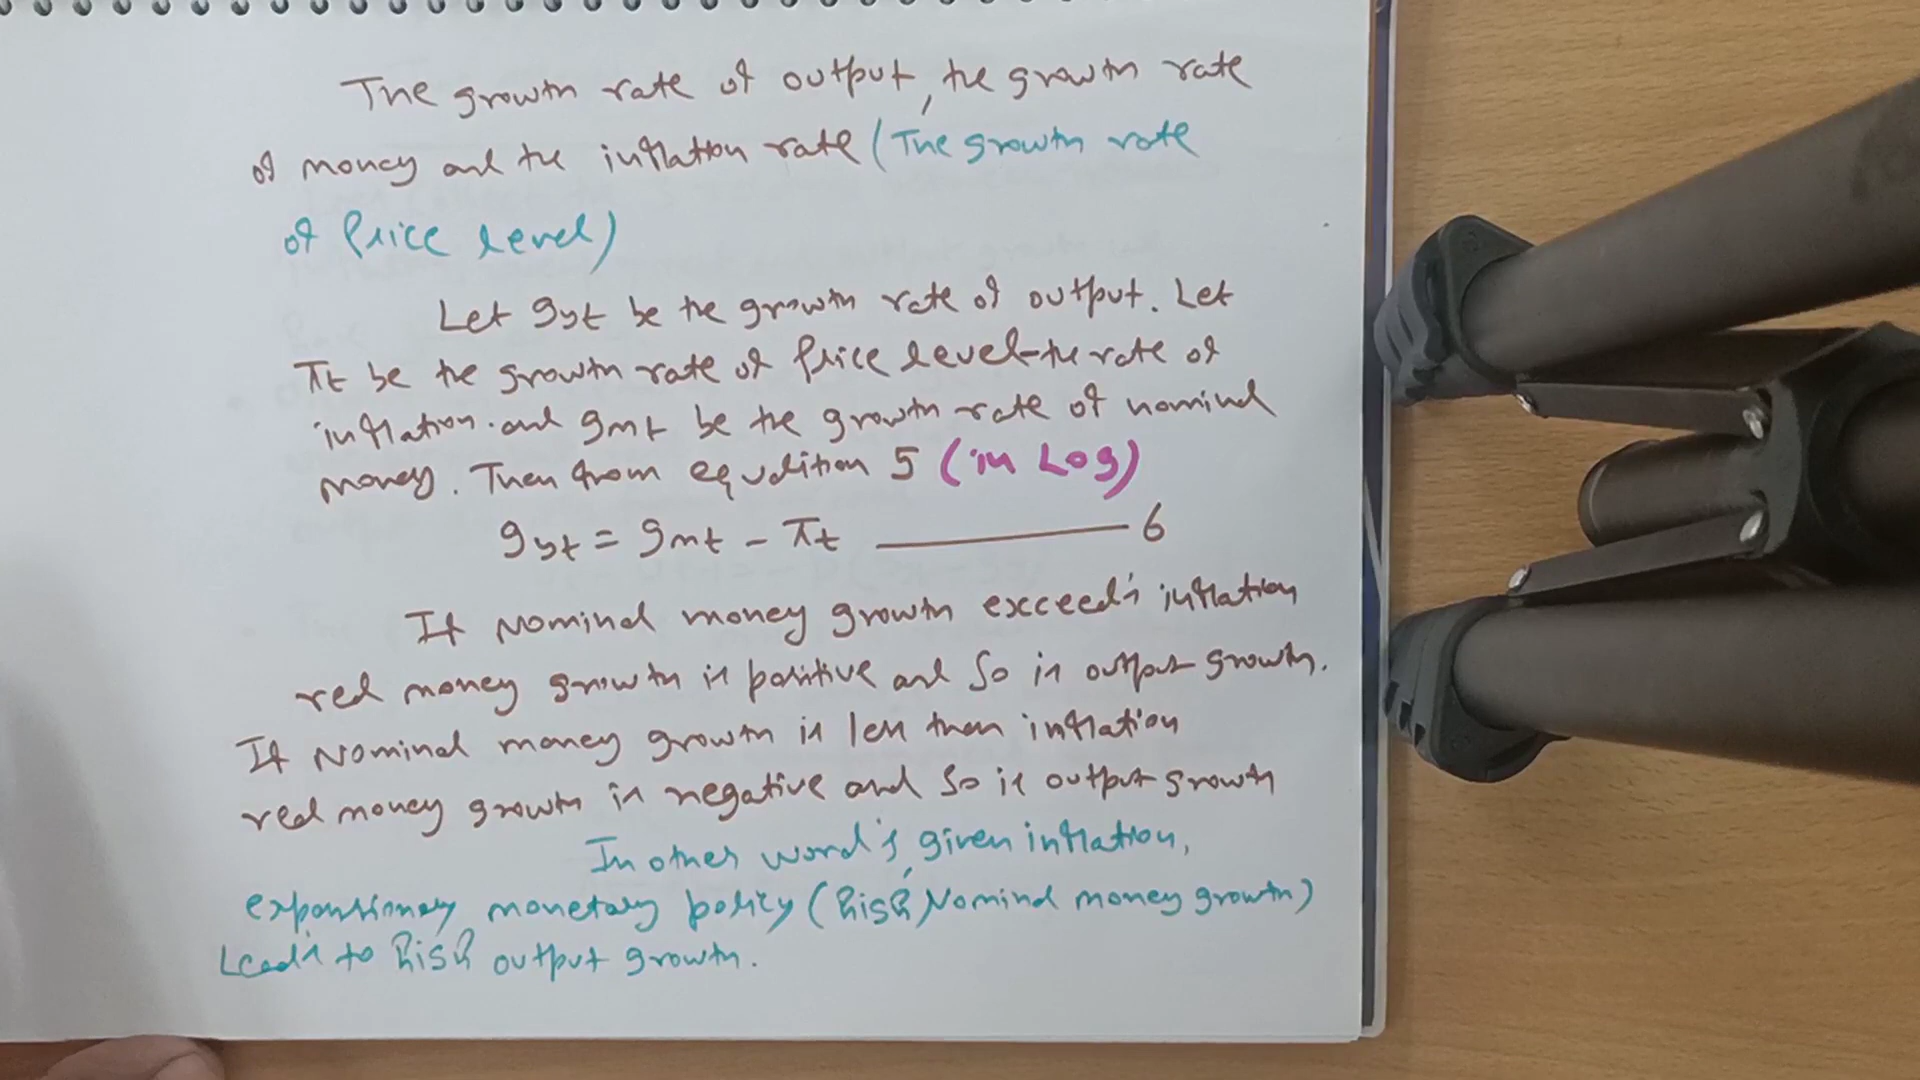 The growth rate of output, the growth rate
of money and the inflation rate (The growth rate
of Price level)
Let gyt be the growth rate of output. Let
πt be the growth rate of Price level-the rate of
inflation. and gmt be the growth rate of nominal
money. Then from equalition 5 (in Log)
gyt = gmt - πt ——— 6
If Nominal money growth exceed's inflation
real money growth is positive and So is output growth.
If Nominal money growth is less than inflation
real money growth is negative and So is output growth
In other word's, given inflation,
expansionary monetary policy (High Nominal money growth)
Lead's to High output growth.